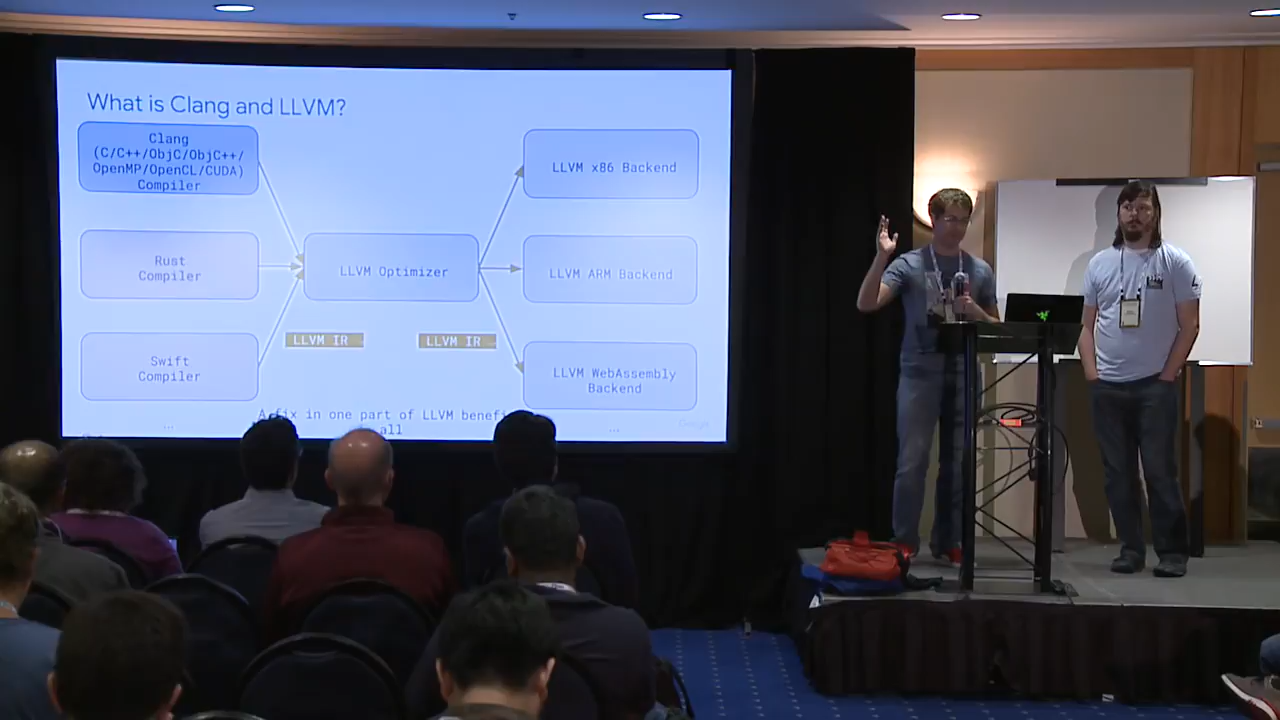 What is Clang and LLVM?
Clang
(C/C++/ObjC/ObjC++/
OpenMP/OpenCL/CUDA)
Compiler
Rust
Compiler
Swift
Compiler
...
LLVM Optimizer
LLVM IR
LLVM IR
LLVM x86 Backend
LLVM ARM Backend
LLVM WebAssembly
Backend
...
A fix in one part of LLVM
all
Google